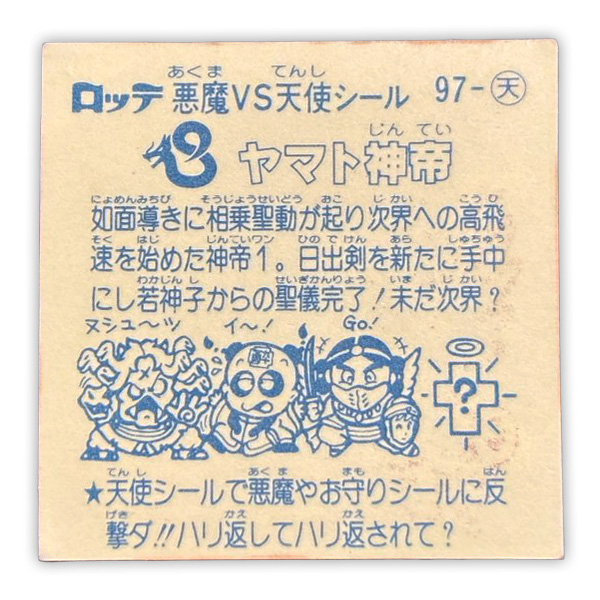 ロッテ 悪魔VS天使シール 97-天
ヤマト神帝
如面導きに相乗聖動が起り次界への高飛
速を始めた神帝1。日出剣を新たに手中
にし若神子からの聖儀完了!未だ次界?
ヌシュ〜ツ イ〜! Go!
?
★天使シールで悪魔やお守りシールに反
撃ダ!!ハリ返してハリ返されて?